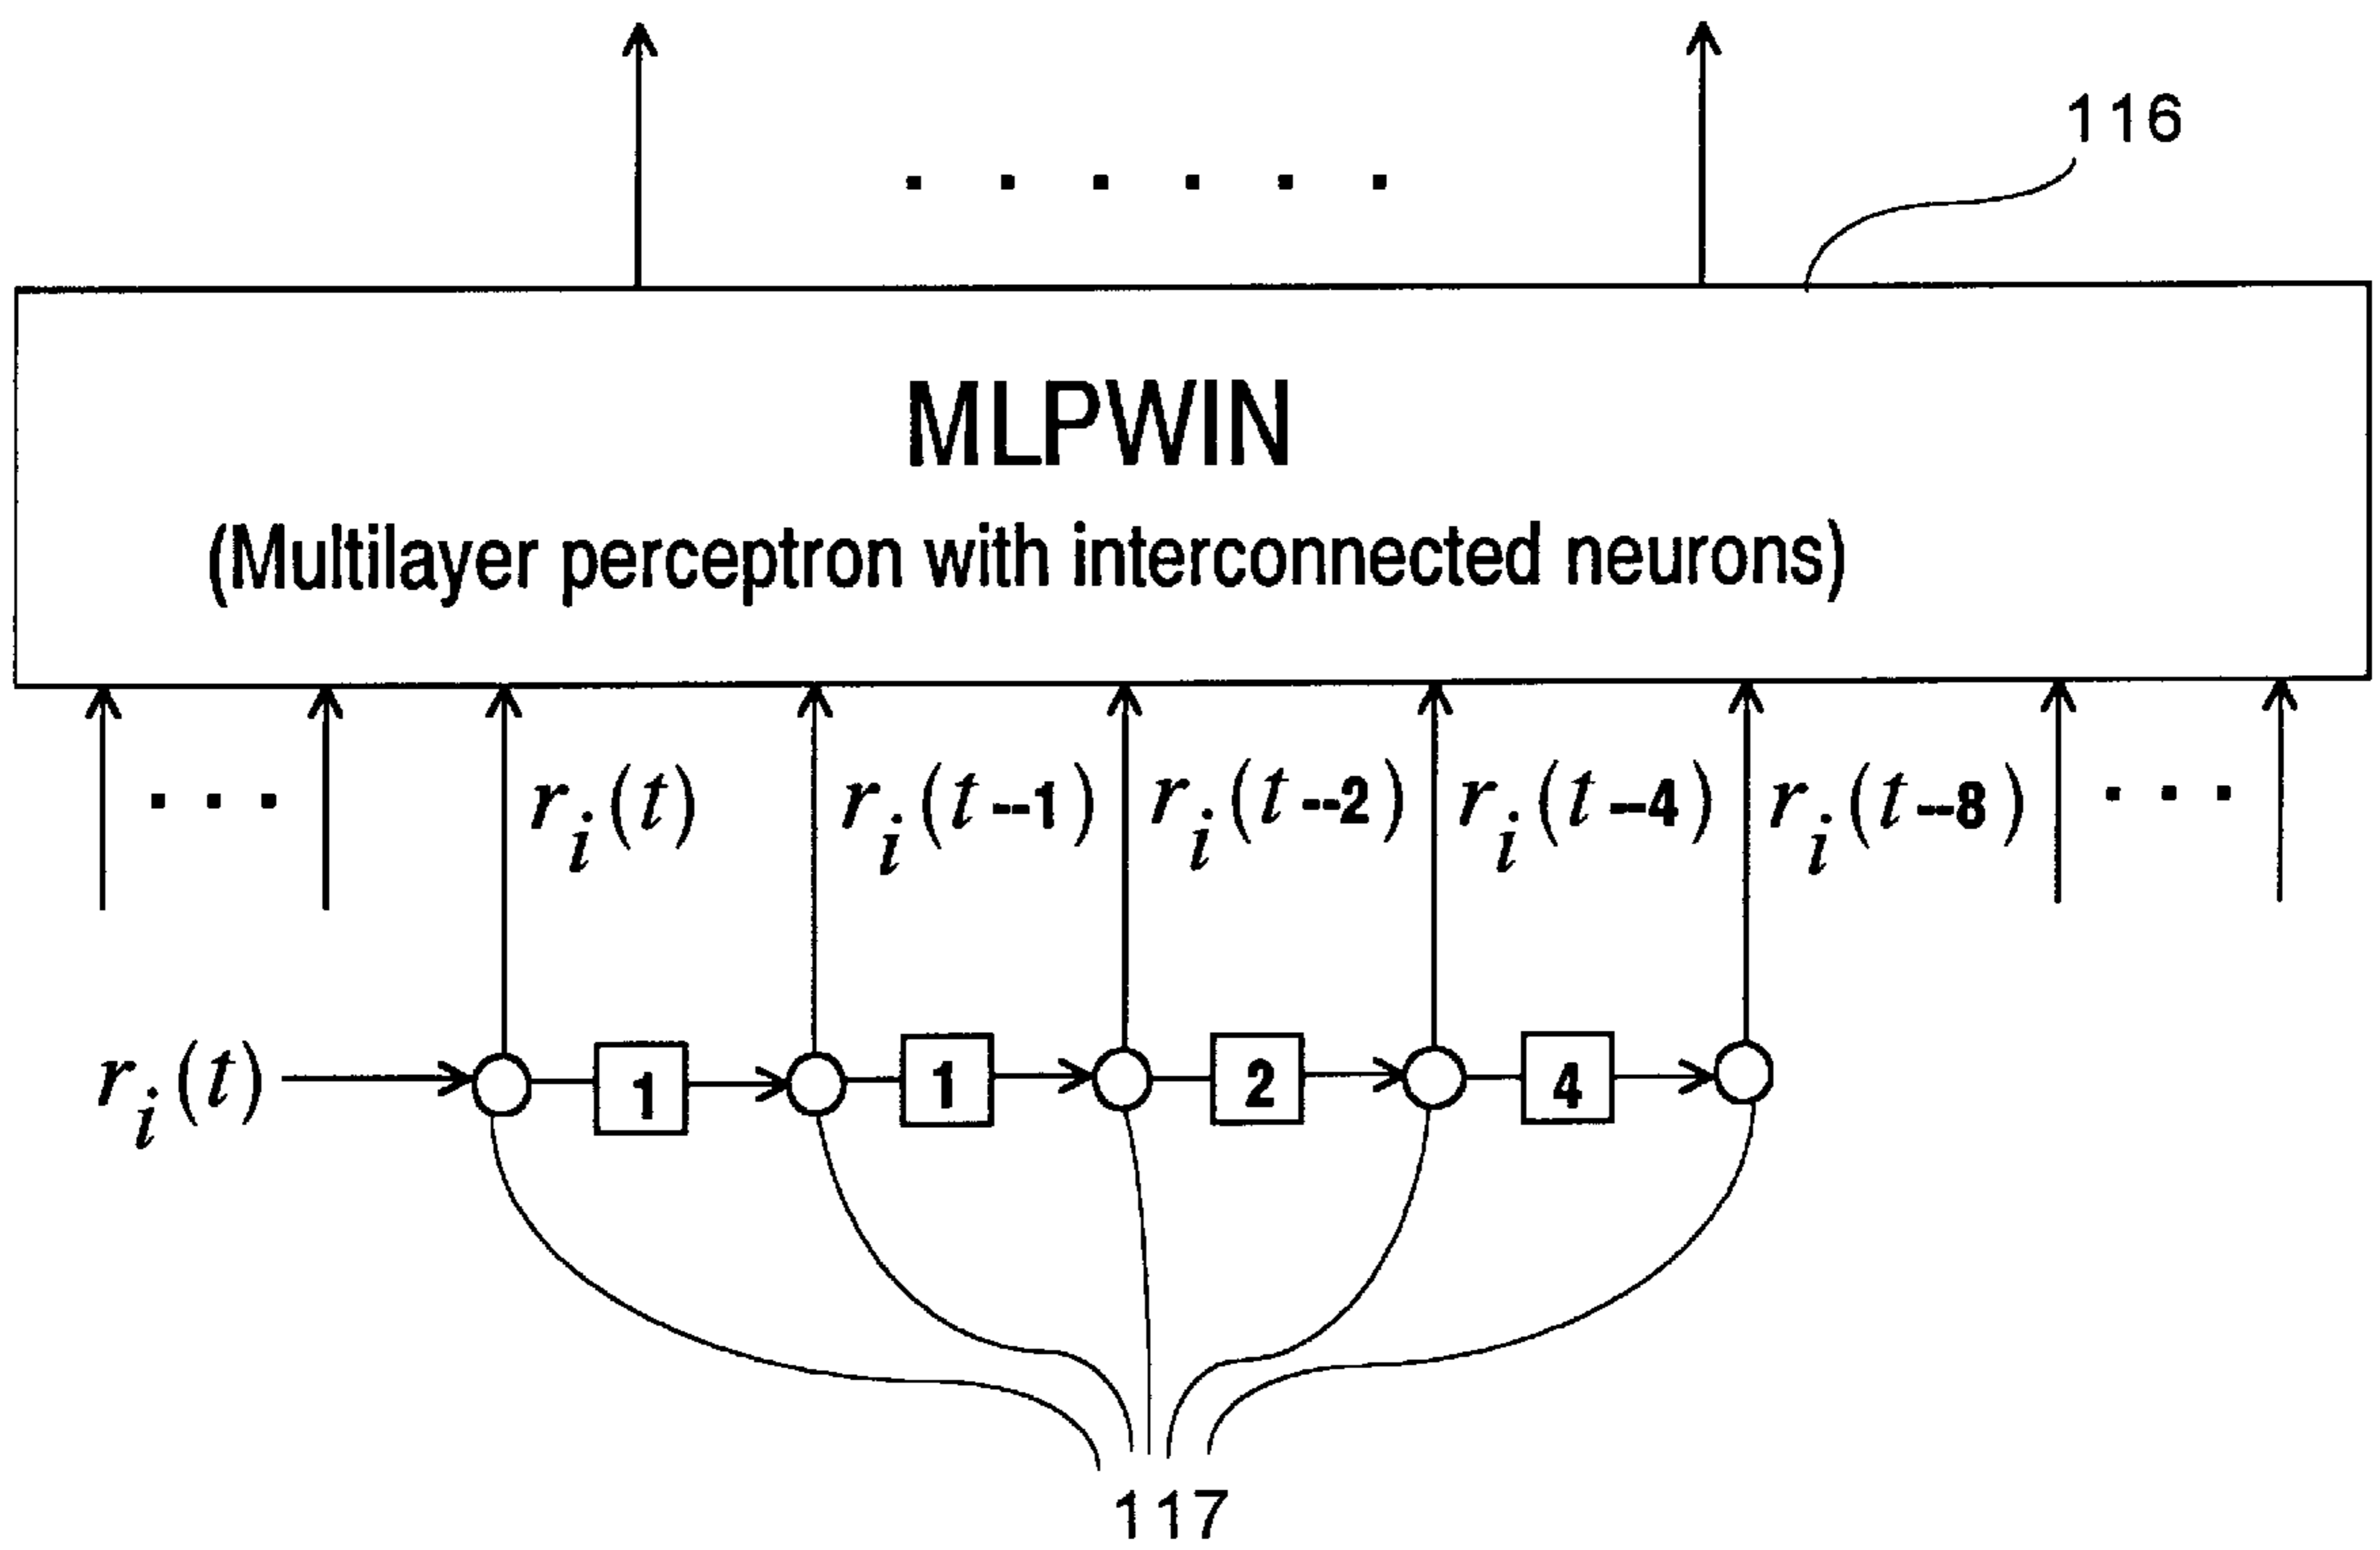 116
MLPWIN
(Multilayer perceptron with interconnected neurons)
. . . . . .
. . . r_i(t) r_i(t--1) r_i(t--2) r_i(t--4) r_i(t--8) . . .
r_i(t) 1 1 2 4
117